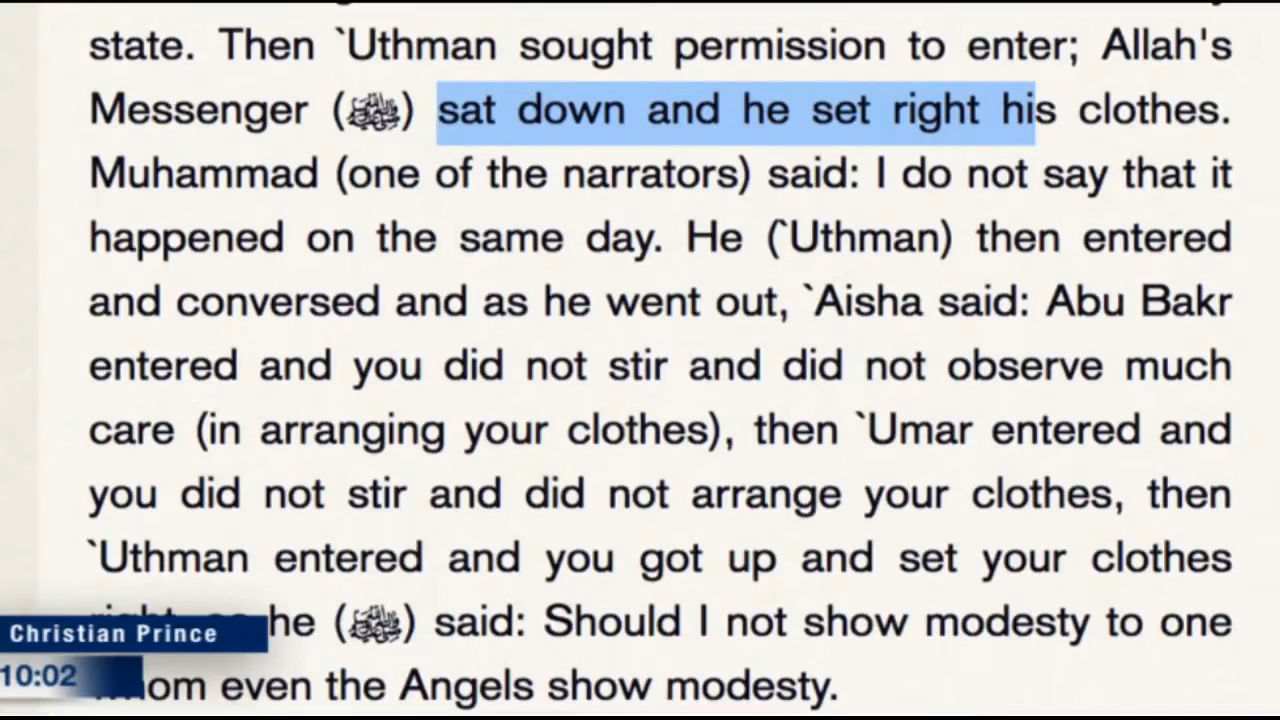 state. Then `Uthman sought permission to enter; Allah's
Messenger (ﷺ) sat down and he set right his clothes.
Muhammad (one of the narrators) said: I do not say that it
happened on the same day. He (`Uthman) then entered
and conversed and as he went out, `Aisha said: Abu Bakr
entered and you did not stir and did not observe much
care (in arranging your clothes), then `Umar entered and
you did not stir and did not arrange your clothes, then
`Uthman entered and you got up and set your clothes
he (ﷺ) said: Should I not show modesty to one
whom even the Angels show modesty.
Christian Prince
10:02